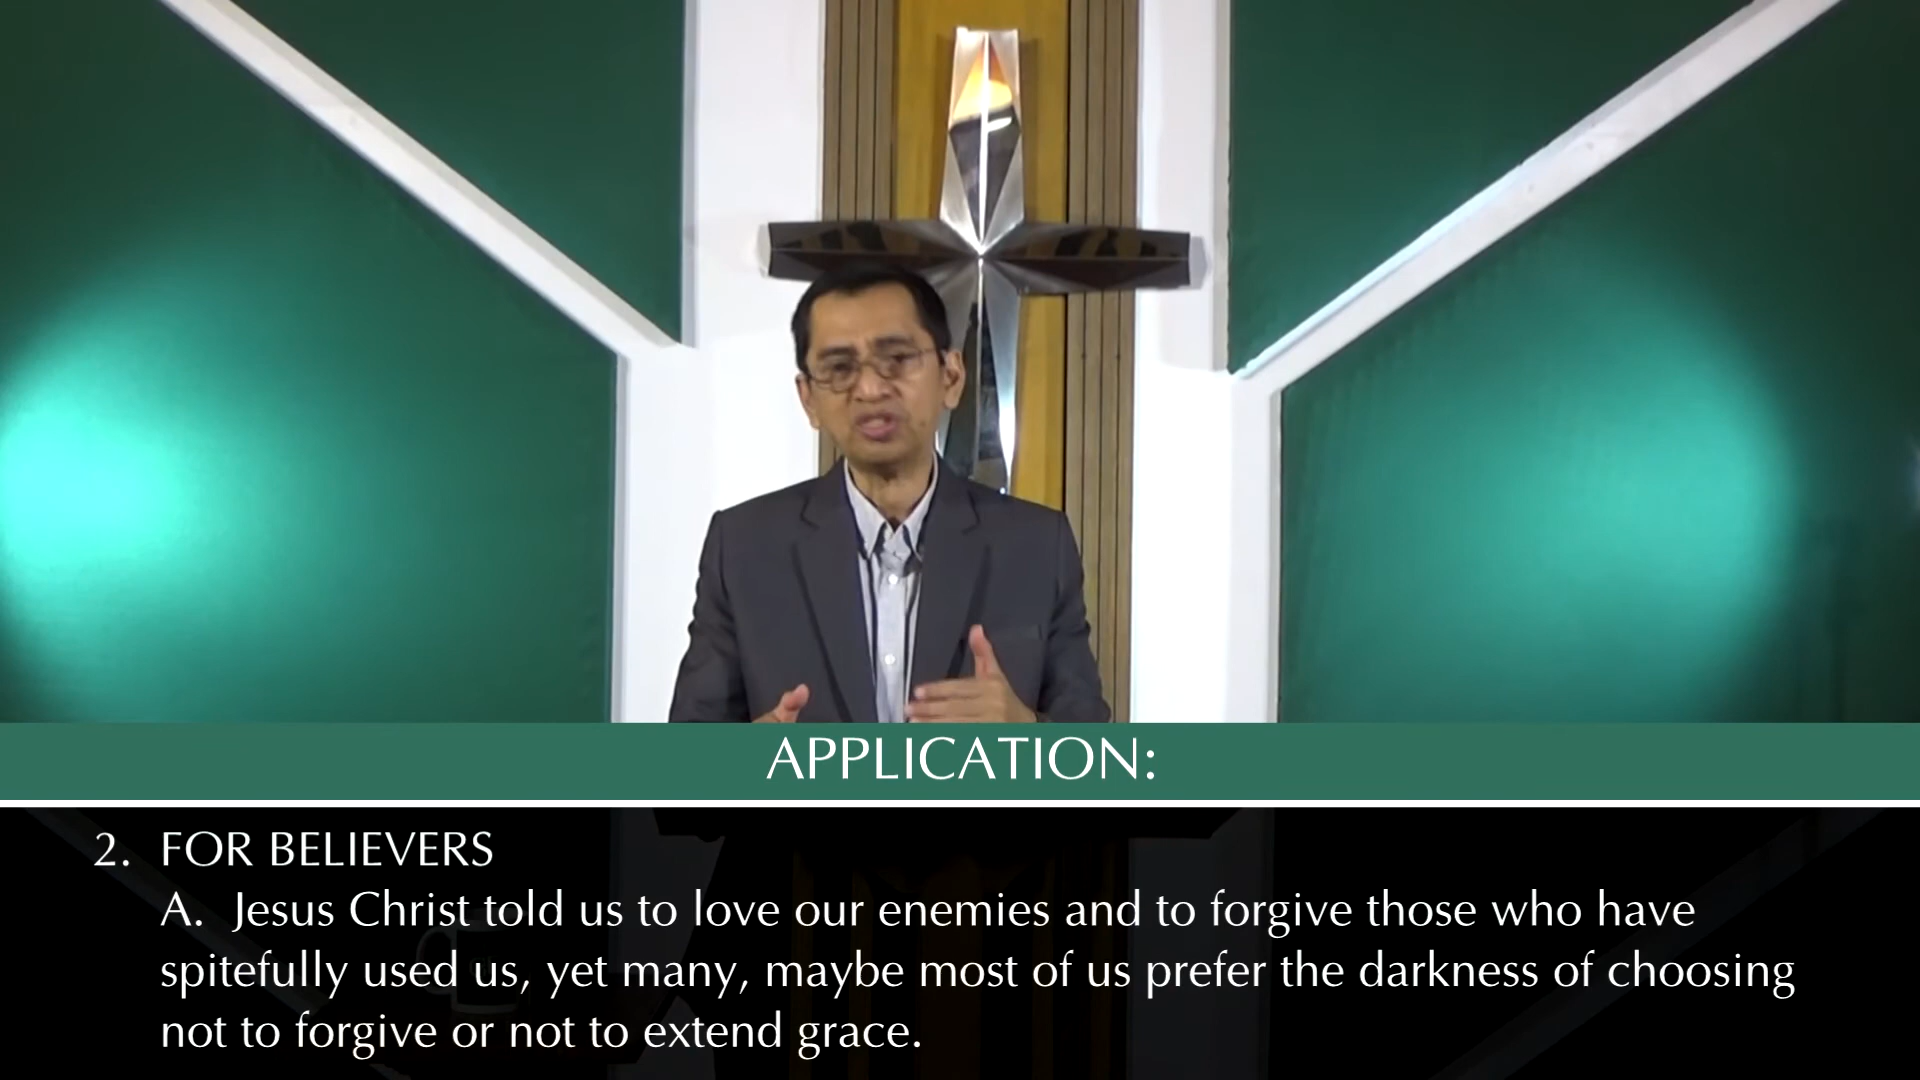 APPLICATION:
2. FOR BELIEVERS
A. Jesus Christ told us to love our enemies and to forgive those who have
spitefully used us, yet many, maybe most of us prefer the darkness of choosing
not to forgive or not to extend grace.